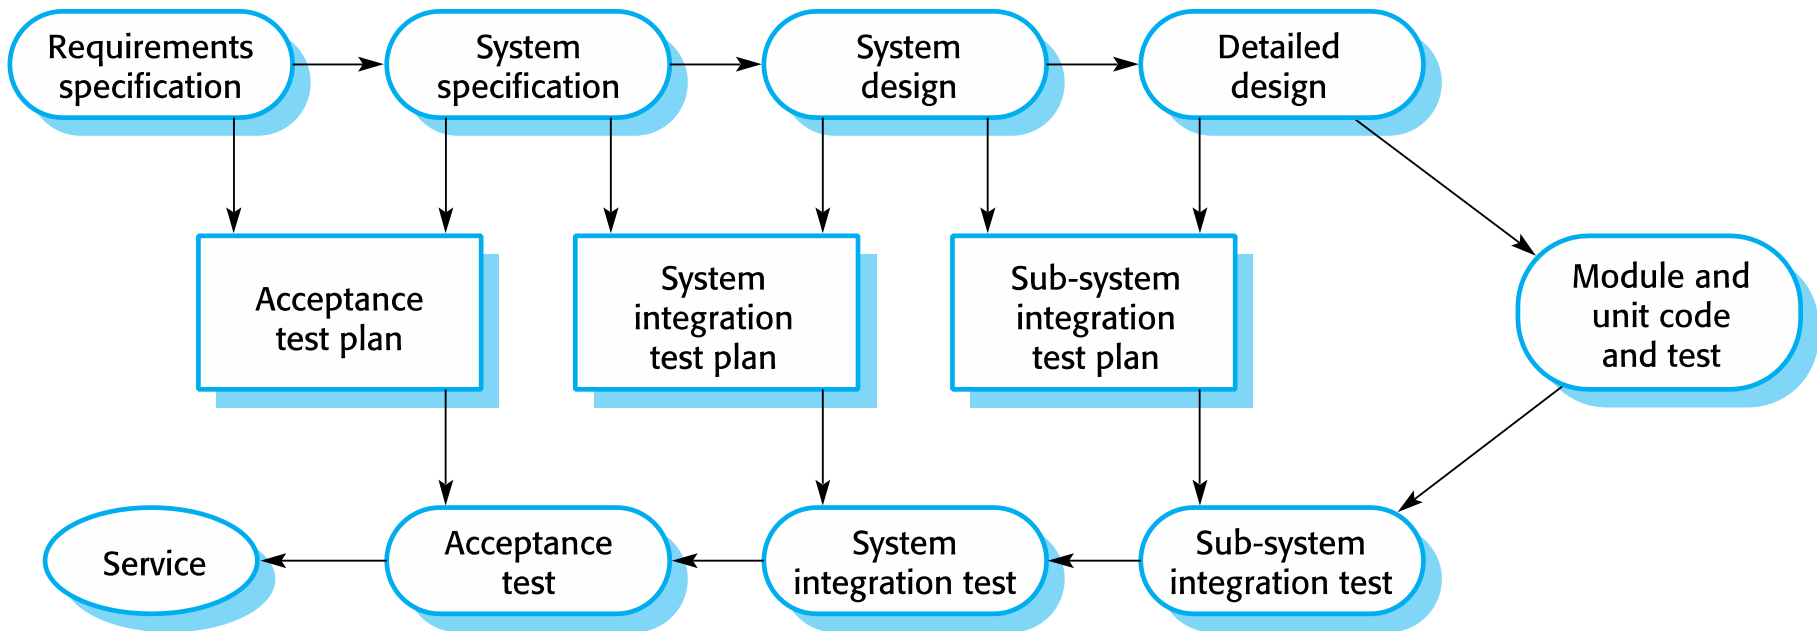 Requirements
specification
System
specification
System
design
Detailed
design
Acceptance
test plan
System
integration
test plan
Sub-system
integration
test plan
Module and
unit code
and test
Service
Acceptance
test
System
integration test
Sub-system
integration test